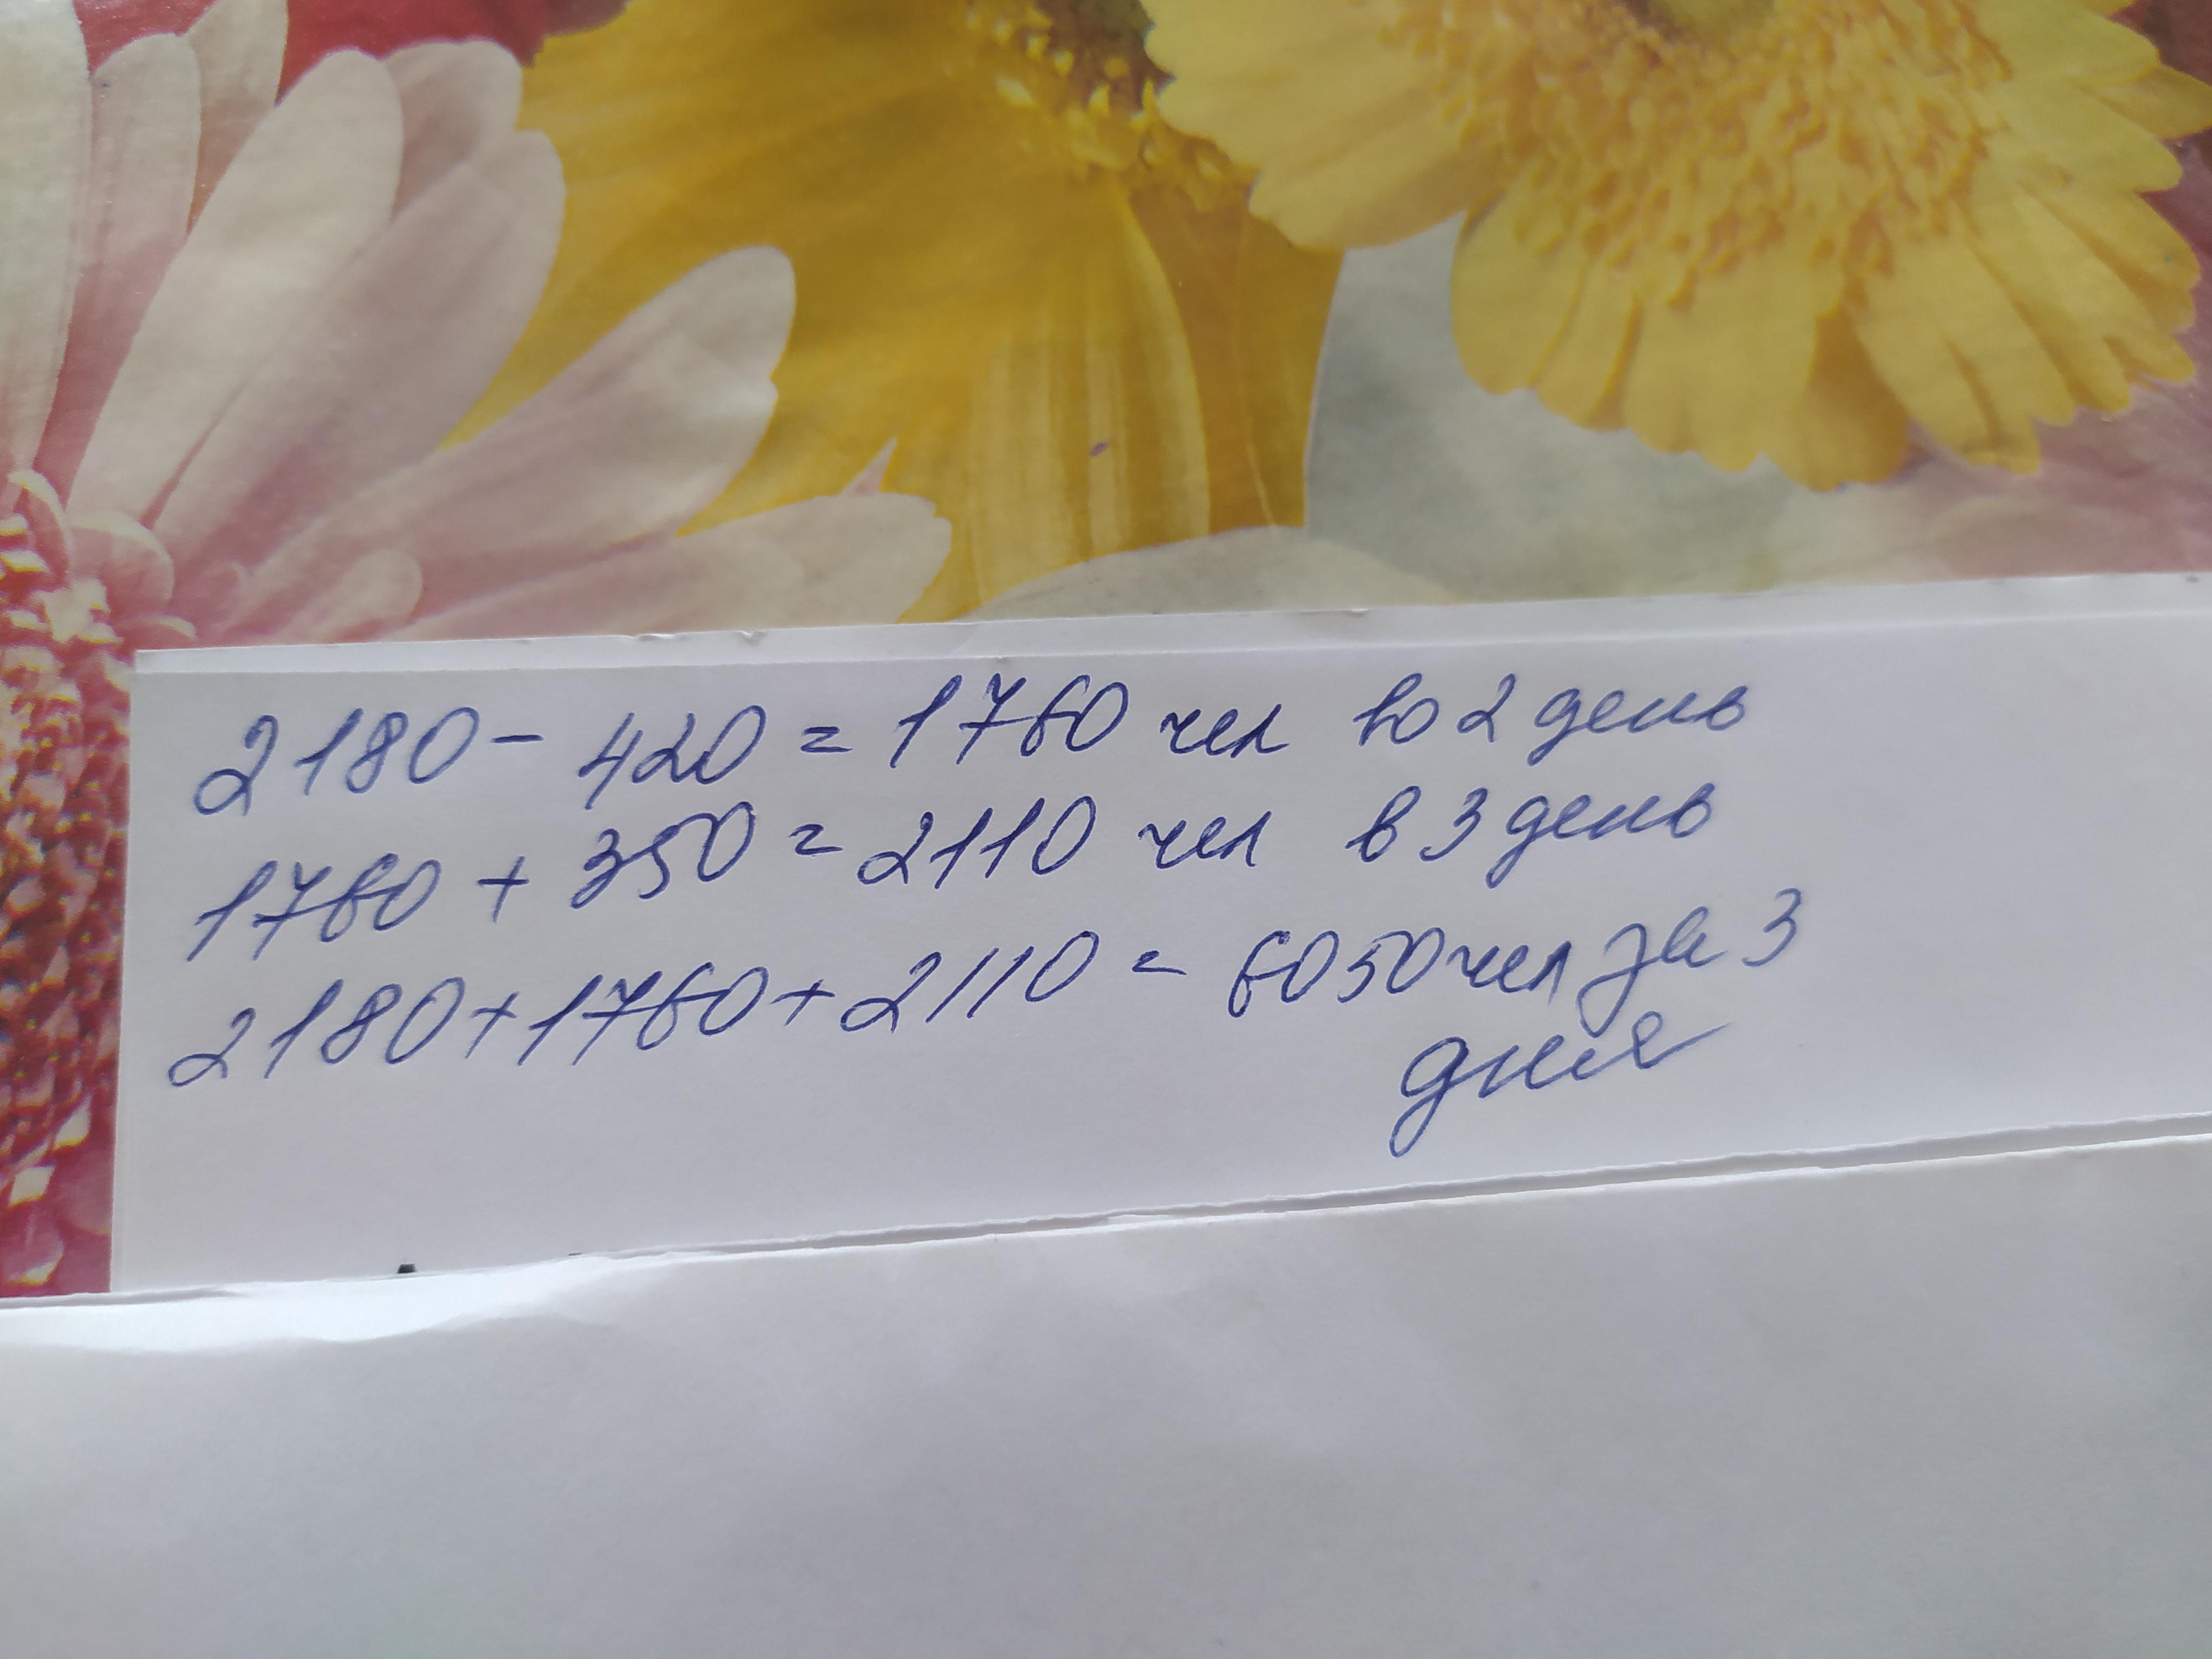 2180 - 420 = 1760 чел во 2 день
1760 + 350 = 2110 чел в 3 день
2180+1760+2110 = 6050 чел за 3
дня